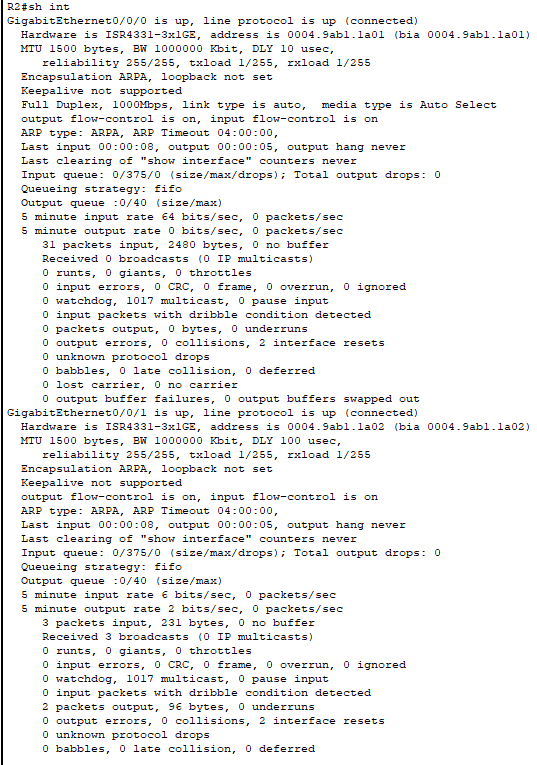 R2#sh int
GigabitEthernet0/0/0 is up, line protocol is up (connected)
Hardware is ISR4331-3x1GE, address is 0004.9ab1.1a01 (bia 0004.9ab1.1a01)
MTU 1500 bytes, BW 1000000 Kbit, DLY 10 usec,
reliability 255/255, txload 1/255, rxload 1/255
Encapsulation ARPA, loopback not set
Keepalive not supported
Full Duplex, 1000Mbps, link type is auto, media type is Auto Select
output flow-control is on, input flow-control is on
ARP type: ARPA, ARP Timeout 04:00:00,
Last input 00:00:08, output 00:00:05, output hang never
Last clearing of "show interface" counters never
Input queue: 0/375/0 (size/max/drops); Total output drops: 0
Queueing strategy: fifo
Output queue :0/40 (size/max)
5 minute input rate 64 bits/sec, 0 packets/sec
5 minute output rate 0 bits/sec, 0 packets/sec
31 packets input, 2480 bytes, 0 no buffer
Received 0 broadcasts (0 IP multicasts)
0 runts, 0 giants, 0 throttles
0 input errors, 0 CRC, 0 frame, 0 overrun, 0 ignored
0 watchdog, 1017 multicast, 0 pause input
0 input packets with dribble condition detected
0 packets output, 0 bytes, 0 underruns
0 output errors, 0 collisions, 2 interface resets
0 unknown protocol drops
0 babbles, 0 late collision, 0 deferred
0 lost carrier, 0 no carrier
0 output buffer failures, 0 output buffers swapped out
GigabitEthernet0/0/1 is up, line protocol is up (connected)
Hardware is ISR4331-3x1GE, address is 0004.9ab1.1a02 (bia 0004.9ab1.1a02)
MTU 1500 bytes, BW 1000000 Kbit, DLY 100 usec,
reliability 255/255, txload 1/255, rxload 1/255
Encapsulation ARPA, loopback not set
Keepalive not supported
output flow-control is on, input flow-control is on
ARP type: ARPA, ARP Timeout 04:00:00,
Last input 00:00:08, output 00:00:05, output hang never
Last clearing of "show interface" counters never
Input queue: 0/375/0 (size/max/drops); Total output drops: 0
Queueing strategy: fifo
Output queue :0/40 (size/max)
5 minute input rate 6 bits/sec, 0 packets/sec
5 minute output rate 2 bits/sec, 0 packets/sec
3 packets input, 231 bytes, 0 no buffer
Received 3 broadcasts (0 IP multicasts)
0 runts, 0 giants, 0 throttles
0 input errors, 0 CRC, 0 frame, 0 overrun, 0 ignored
0 watchdog, 1017 multicast, 0 pause input
0 input packets with dribble condition detected
2 packets output, 96 bytes, 0 underruns
0 output errors, 0 collisions, 2 interface resets
0 unknown protocol drops
0 babbles, 0 late collision, 0 deferred